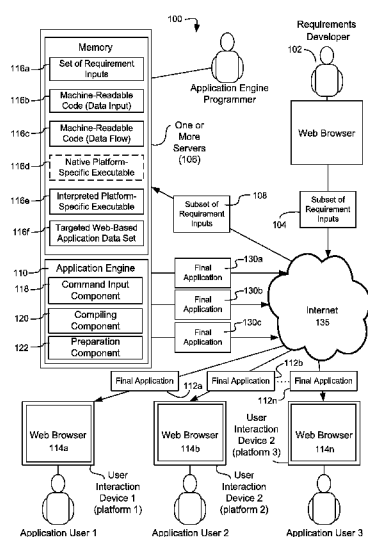 100
Requirements
Developer
102
Memory
116a
Set of Requirement
Inputs
Application Engine
Programmer
116b
Machine-Readable
Code (Data Input)
Web Browser
116c
Machine-Readable
Code (Data Flow)
One or
More
Servers
(106)
116d
Native Platform-
Specific Executable
108
Subset of
Requirement
Inputs
Subset of
Requirement
Inputs
104
116e
Interpreted Platform-
Specific Executable
116f
Targeted Web-Based
Application Data Set
110
Application Engine
118
Command Input
Component
120
Compiling
Component
122
Preparation
Component
Final
Application
130a
Final
Application
130b
Final
Application
130c
Internet
135
Final Application
112a
Final Application
112b
Final Application
112n
Web Browser
114a
Web Browser
114b
User
Interaction
Device 2
(platform 3)
Web Browser
114n
User
Interaction
Device 1
(platform 1)
User
Interaction
Device 2
(platform 2)
Application User 1
Application User 2
Application User 3